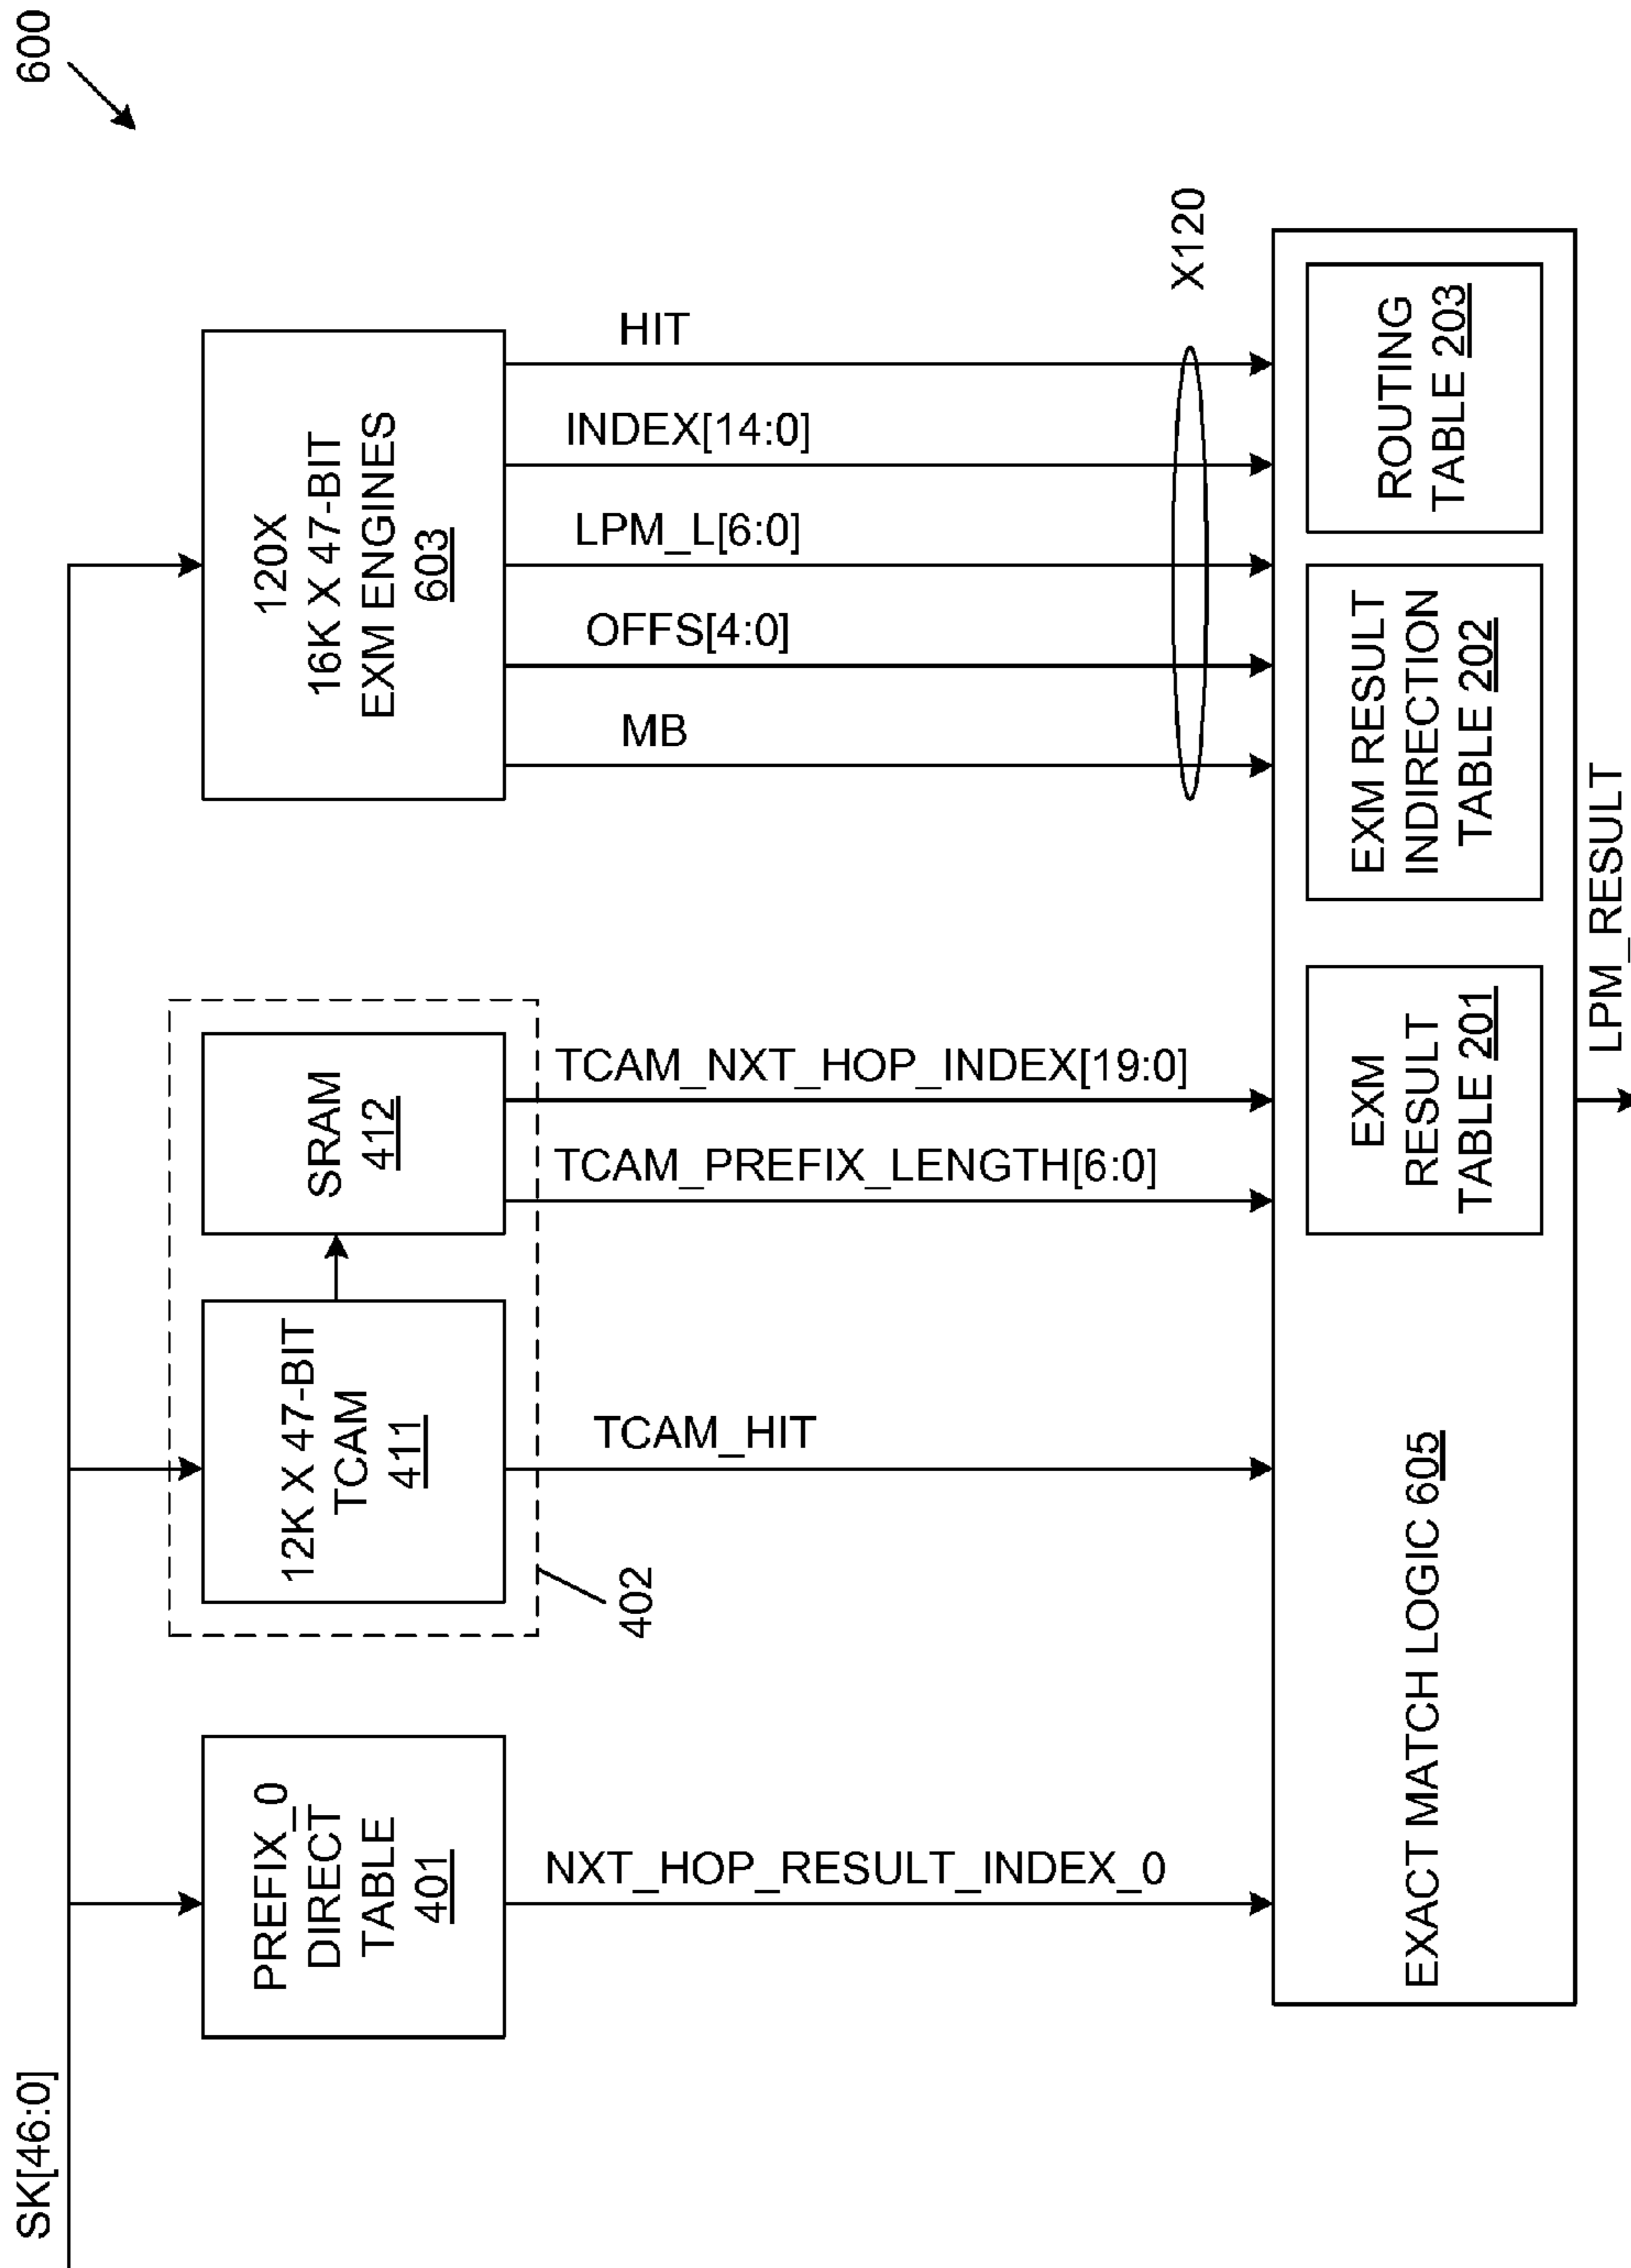 600
SK[46:0]
PREFIX_0
DIRECT
TABLE
401
12K X 47-BIT
TCAM
411
SRAM
412
402
120X
16K X 47-BIT
EXM ENGINES
603
NXT_HOP_RESULT_INDEX_0
TCAM_HIT
TCAM_PREFIX_LENGTH[6:0]
TCAM_NXT_HOP_INDEX[19:0]
MB
OFFS[4:0]
LPM_L[6:0]
INDEX[14:0]
HIT
X120
EXACT MATCH LOGIC 605
EXM
RESULT
TABLE 201
EXM RESULT
INDIRECTION
TABLE 202
ROUTING
TABLE 203
LPM_RESULT